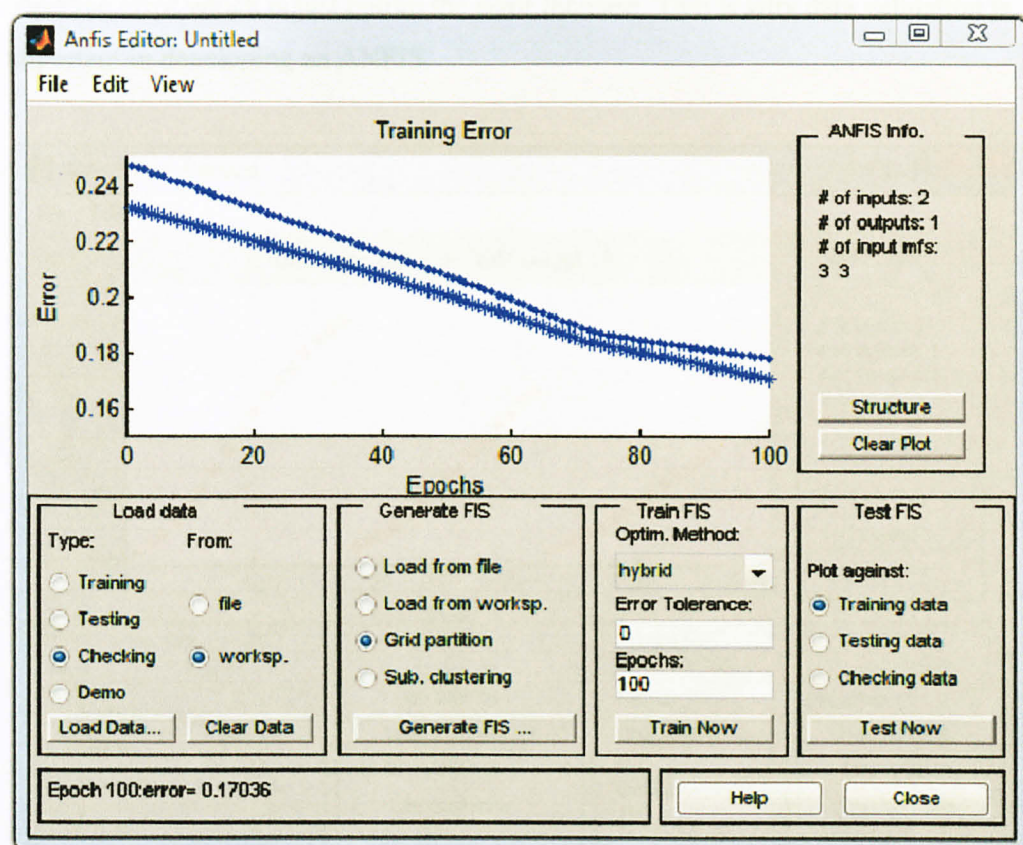 Anfis Editor: Untitled
File Edit View
Training Error
Error
0.24
0.22
0.2
0.18
0.16
0 20 40 60 80 100
Epochs
ANFIS Info.
# of inputs: 2
# of outputs: 1
# of input mfs:
3 3
Structure
Clear Plot
Load data
Type: From:
Training
Testing
Checking
Demo
file
worksp.
Load Data... Clear Data
Generate FIS
Load from file
Load from worksp.
Grid partition
Sub. clustering
Generate FIS ...
Train FIS
Optim. Method:
hybrid
Error Tolerance:
0
Epochs:
100
Train Now
Test FIS
Plot against:
Training data
Testing data
Checking data
Test Now
Epoch 100:error= 0.17036
Help Close